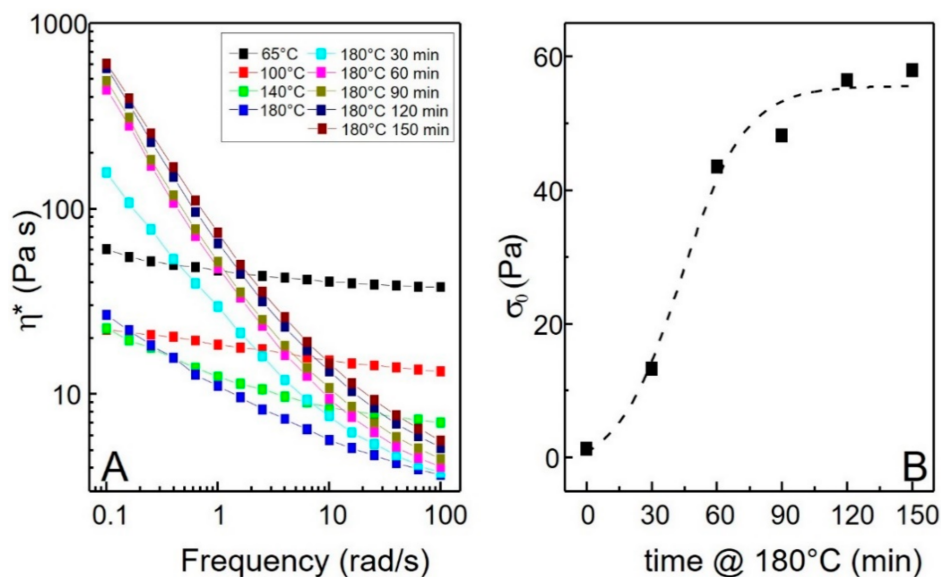 1000
100
10
η* (Pa s)
65°C
100°C
140°C
180°C
180°C 30 min
180°C 60 min
180°C 90 min
180°C 120 min
180°C 150 min
A
0.1
1
10
100
Frequency (rad/s)
60
40
20
0
σ₀ (Pa)
B
0
30
60
90
120
150
time @ 180°C (min)